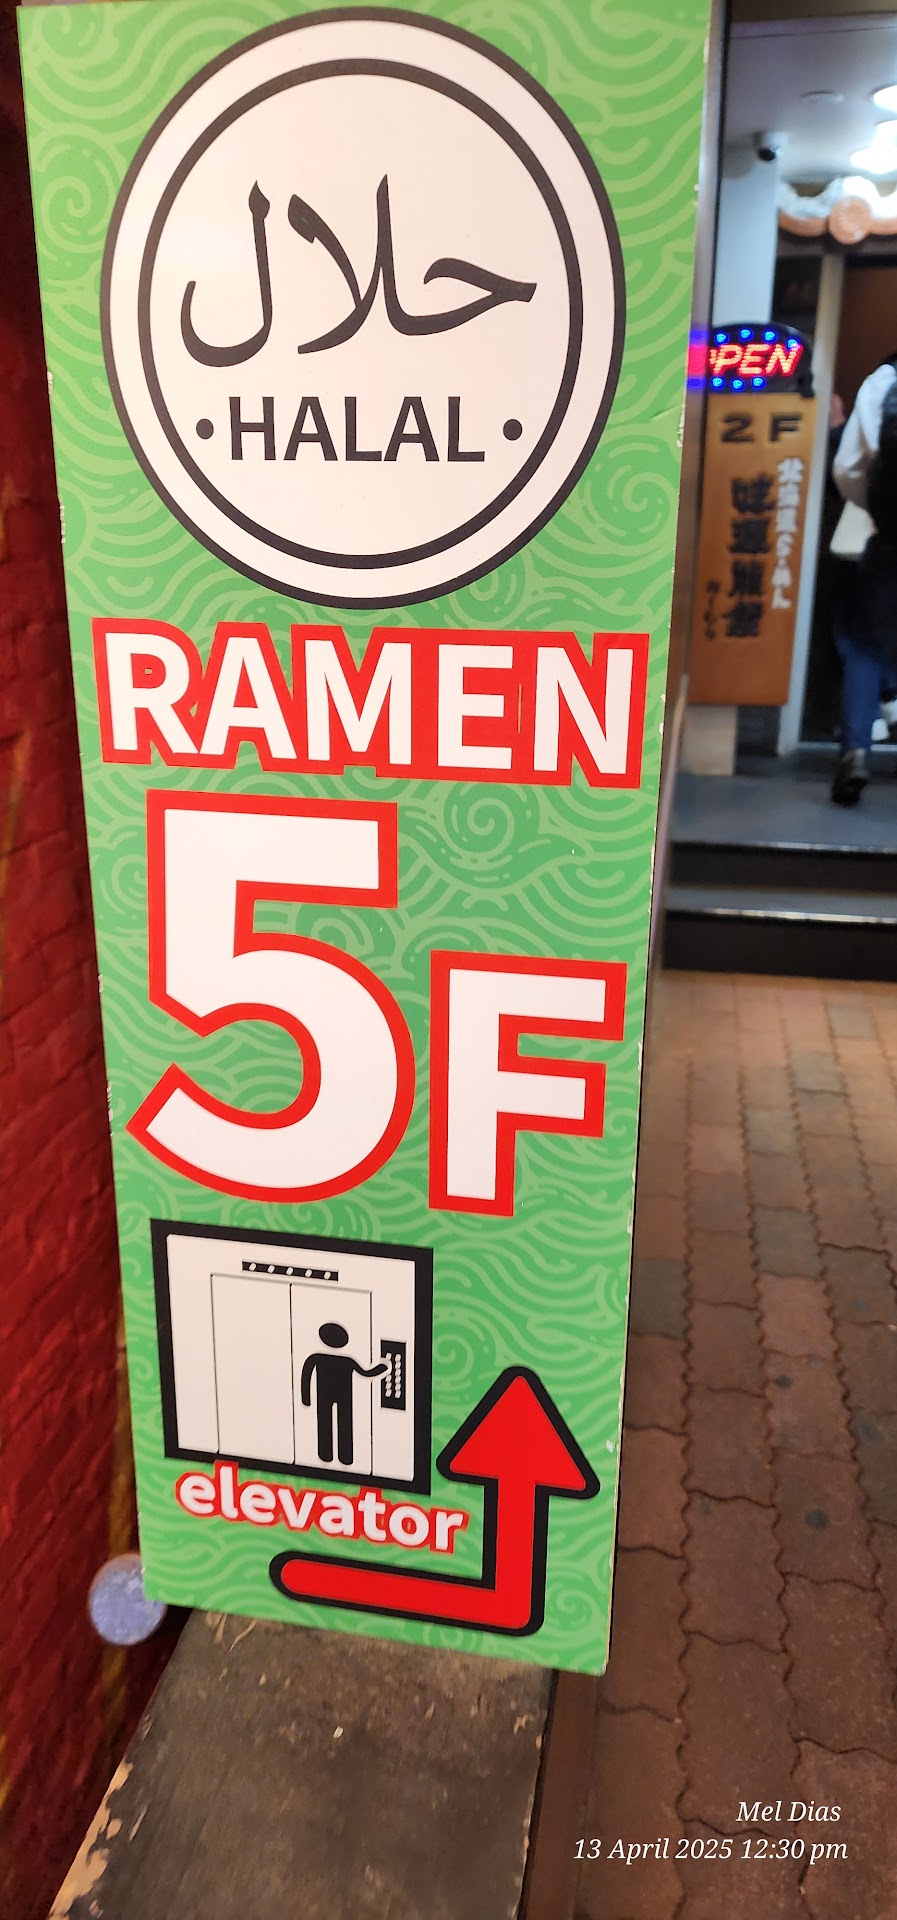 حلال
• HALAL •
RAMEN
5F
elevator
OPEN
2F
Mel Dias
13 April 2025 12:30 pm